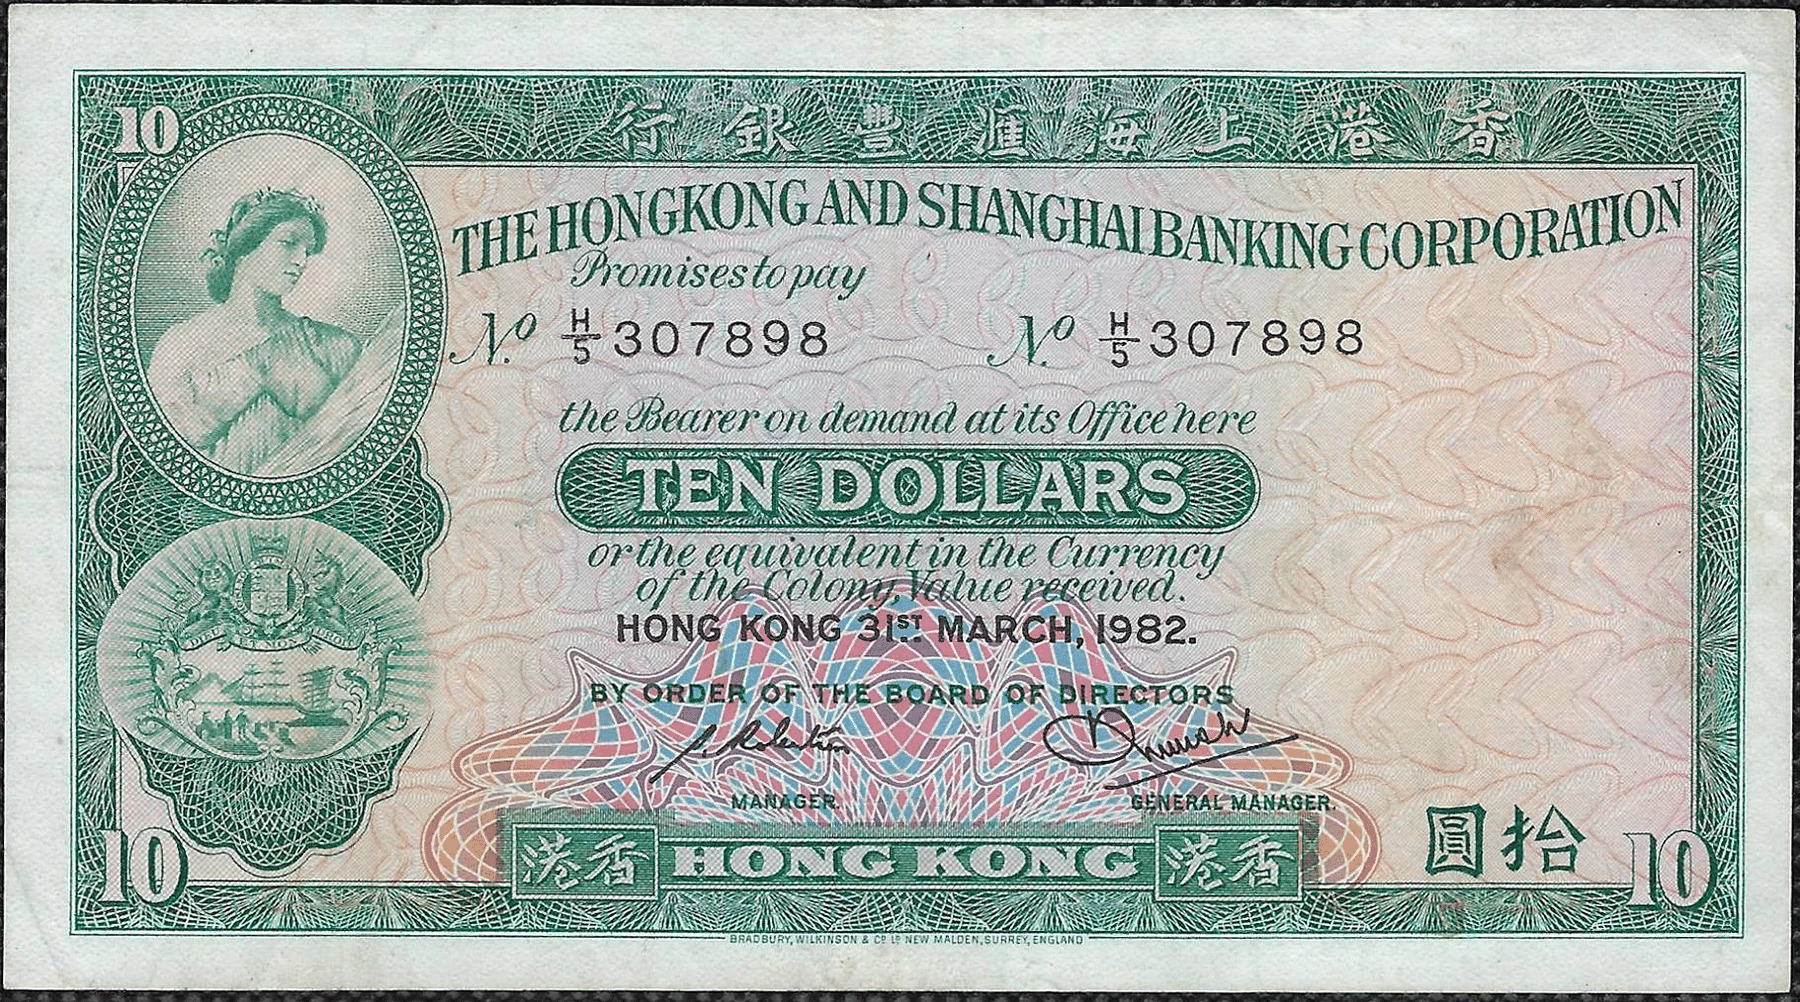 10
行銀豐滙海上港香
THE HONGKONG AND SHANGHAI BANKING CORPORATION
Promises to pay
No. H/5 307898 No. H/5 307898
the Bearer on demand at its Office here
TEN DOLLARS
or the equivalent in the Currency
of the Colony, Value received.
HONG KONG 31ST MARCH, 1982.
BY ORDER OF THE BOARD OF DIRECTORS
MANAGER. GENERAL MANAGER.
圓拾
10 港香 HONG KONG 港香 10
BRADBURY, WILKINSON & CO LD NEW MALDEN, SURREY, ENGLAND